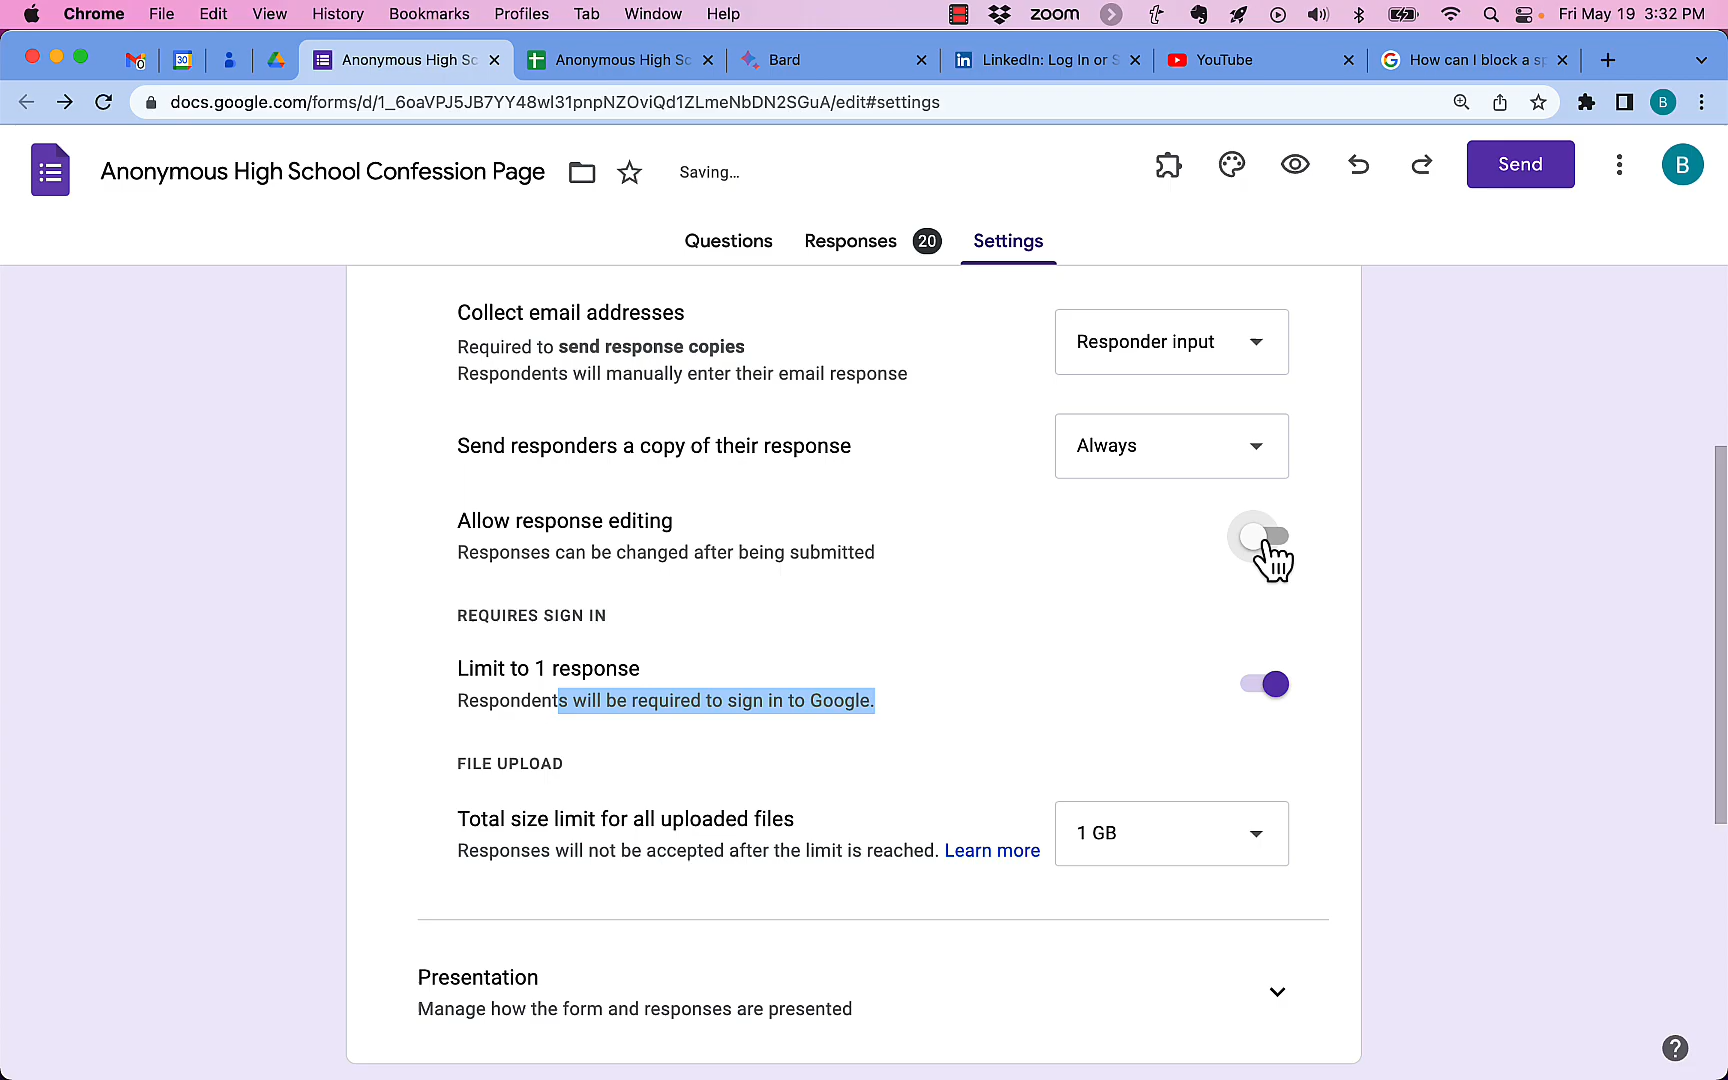 Chrome File Edit View History Bookmarks Profiles Tab Window Help zoom Fri May 19 3:32 PM
30 Anonymous High Sc Anonymous High Sc Bard LinkedIn: Log In or S YouTube How can I block a sp
docs.google.com/forms/d/1_6oaVPJ5JB7YY48wl31pnpNZOviQd1ZLmeNbDN2SGuA/edit#settings B
Anonymous High School Confession Page Saving... Send B
Questions Responses 20 Settings
Collect email addresses
Required to send response copies
Respondents will manually enter their email response
Responder input
Send responders a copy of their response Always
Allow response editing
Responses can be changed after being submitted
REQUIRES SIGN IN
Limit to 1 response
Respondents will be required to sign in to Google.
FILE UPLOAD
Total size limit for all uploaded files
Responses will not be accepted after the limit is reached. Learn more
1 GB
Presentation
Manage how the form and responses are presented
?